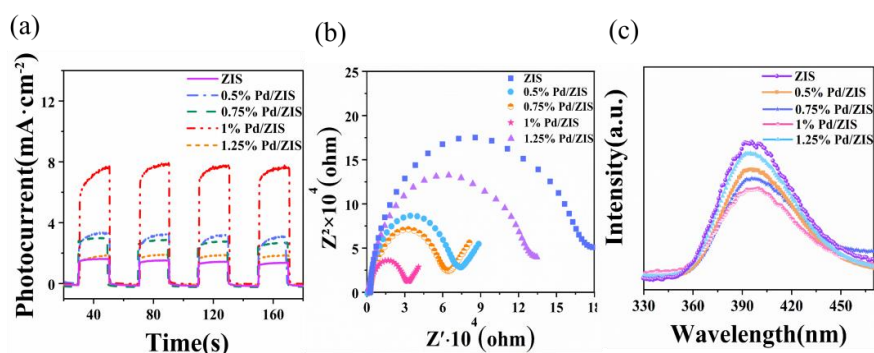 (a)
Photocurrent(mA·cm⁻²)
14
12
8
4
0
40
80
120
160
Time(s)
ZIS
0.5% Pd/ZIS
0.75% Pd/ZIS
1% Pd/ZIS
1.25% Pd/ZIS
(b)
Z²×10⁴ (ohm)
25
20
15
10
5
0
0
3
6
9
12
15
18
Z'·10⁴ (ohm)
ZIS
0.5% Pd/ZIS
0.75% Pd/ZIS
1% Pd/ZIS
1.25% Pd/ZIS
(c)
Intensity(a.u.)
330
360
390
420
450
Wavelength(nm)
ZIS
0.5% Pd/ZIS
0.75% Pd/ZIS
1% Pd/ZIS
1.25% Pd/ZIS